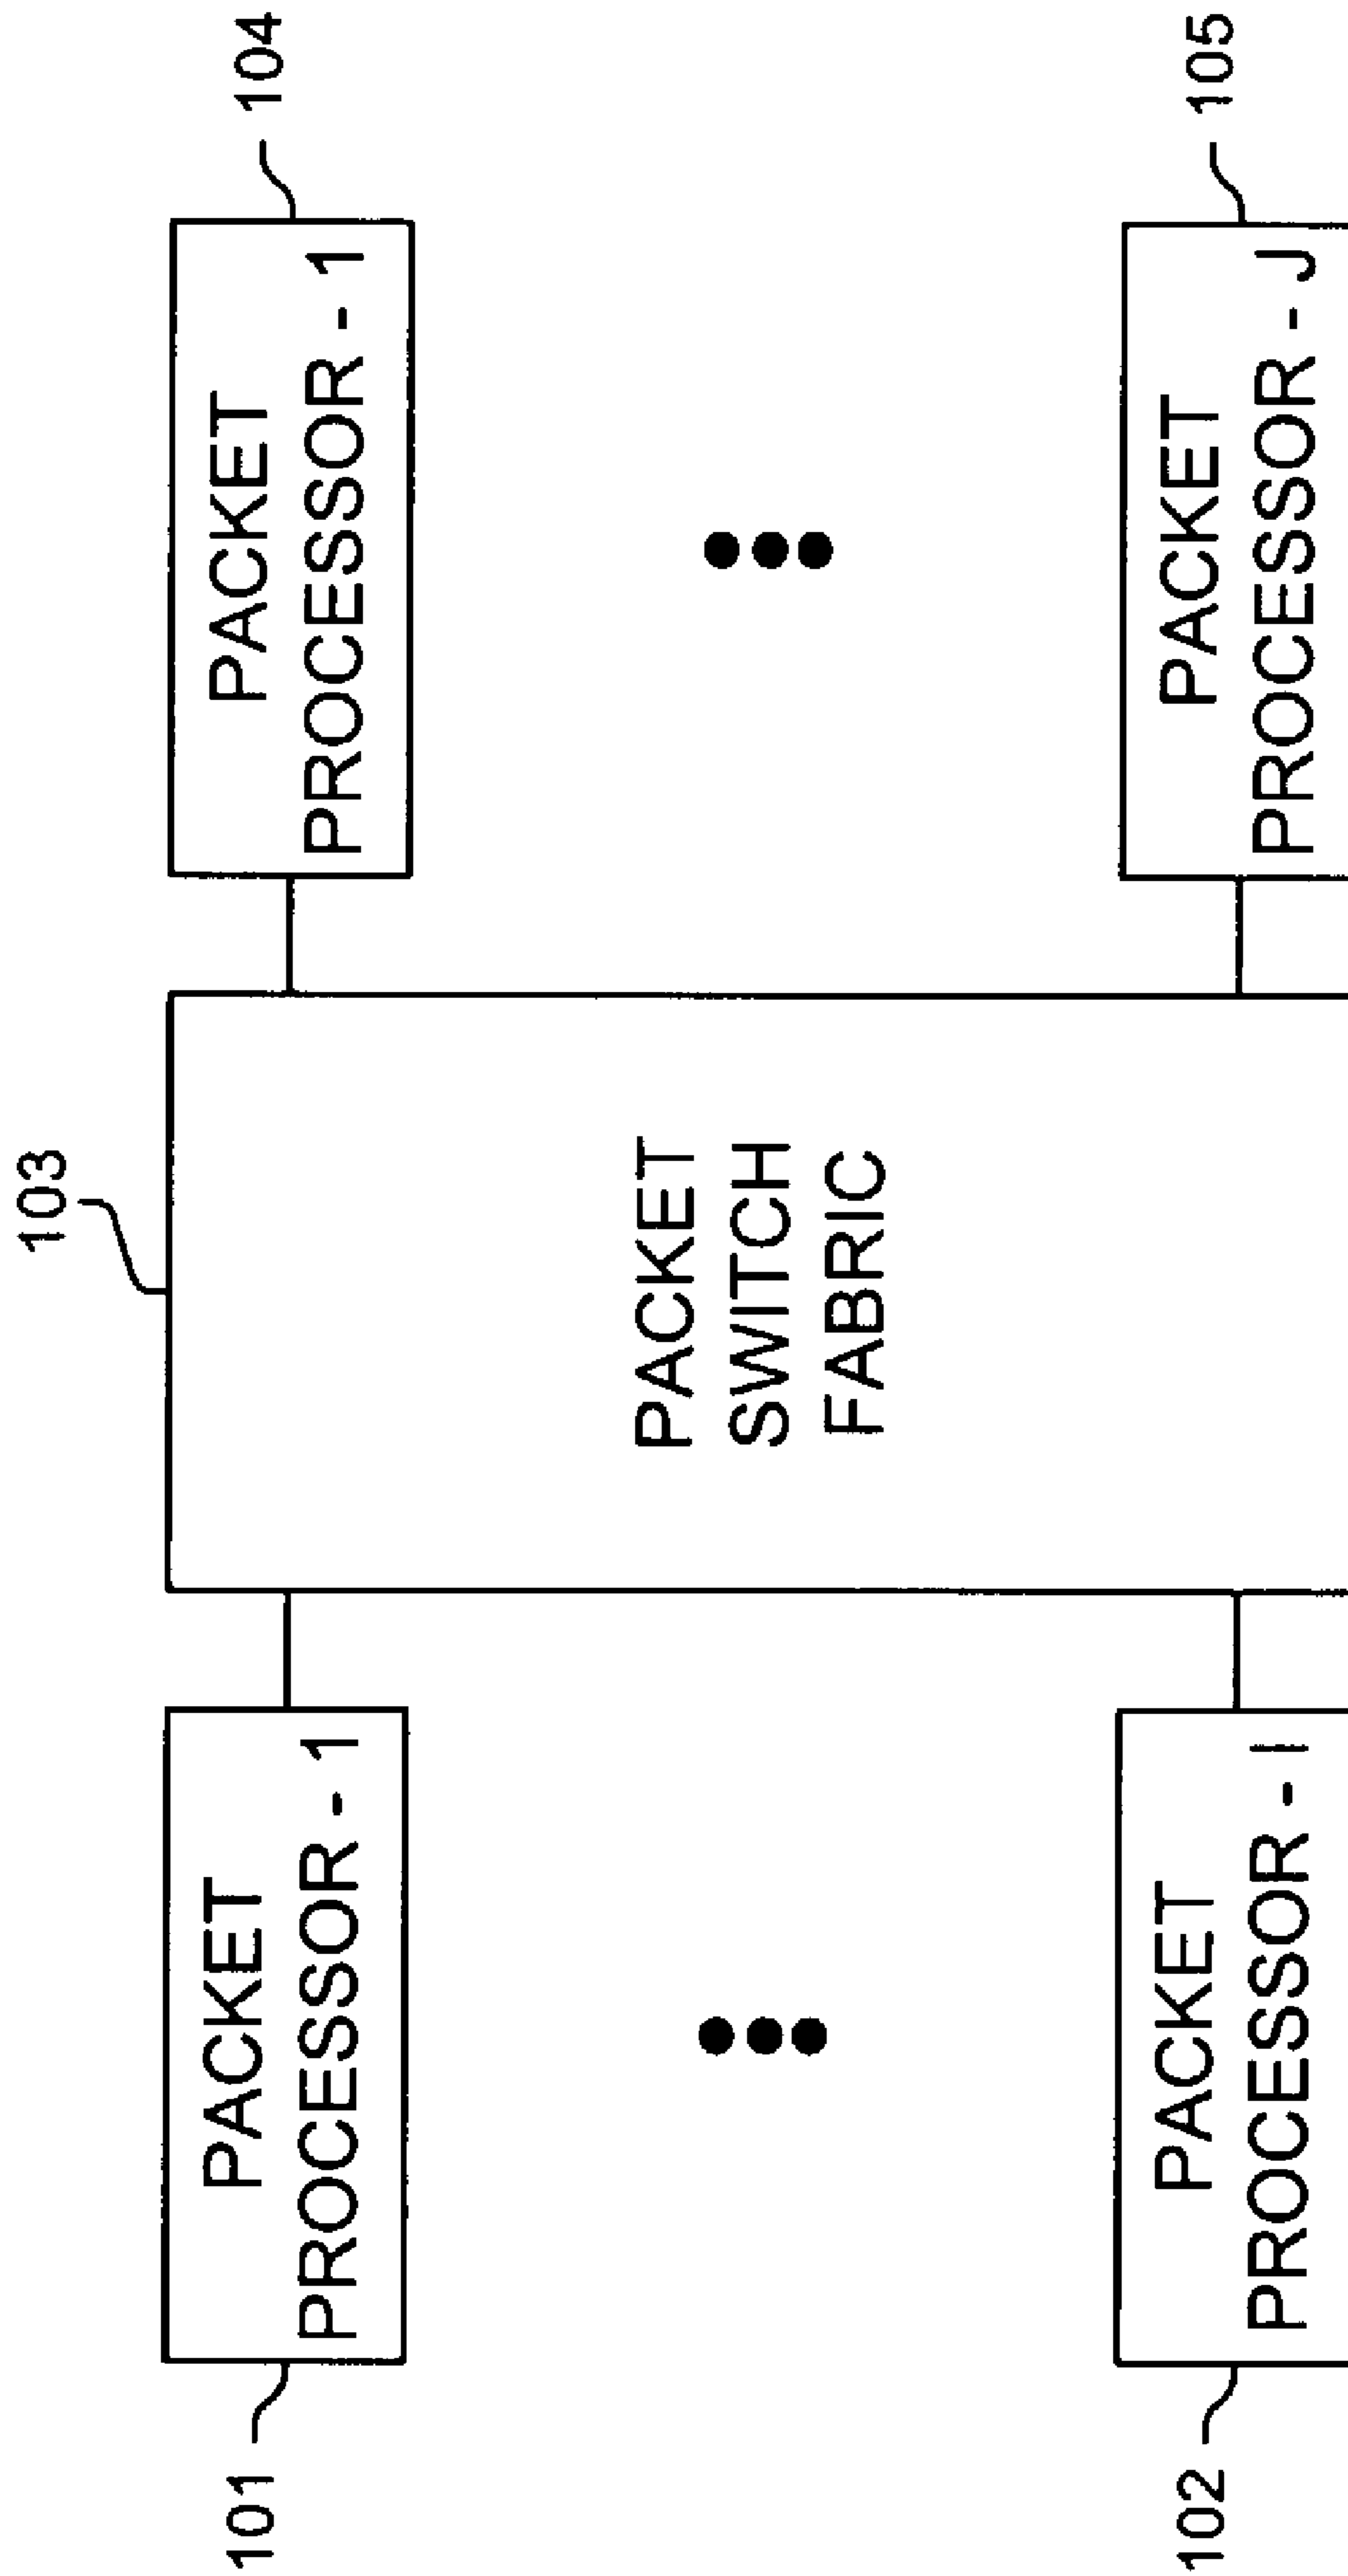 103
101
PACKET
PROCESSOR - 1
PACKET
SWITCH
FABRIC
PACKET
PROCESSOR - 1
104
102
PACKET
PROCESSOR - I
PACKET
PROCESSOR - J
105